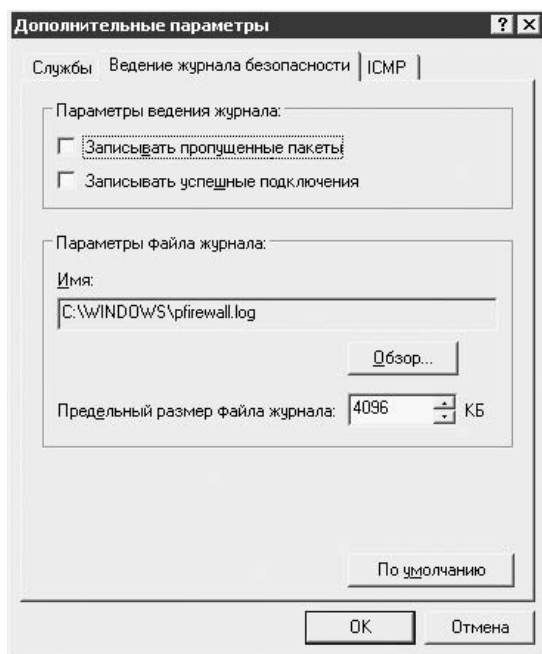 Дополнительные параметры
Службы Ведение журнала безопасности ICMP
Параметры ведения журнала:
Записывать пропущенные пакеты
Записывать успешные подключения
Параметры файла журнала:
Имя:
C:\WINDOWS\pfirewall.log
Обзор...
Предельный размер файла журнала: 4096 КБ
По умолчанию
OK Отмена